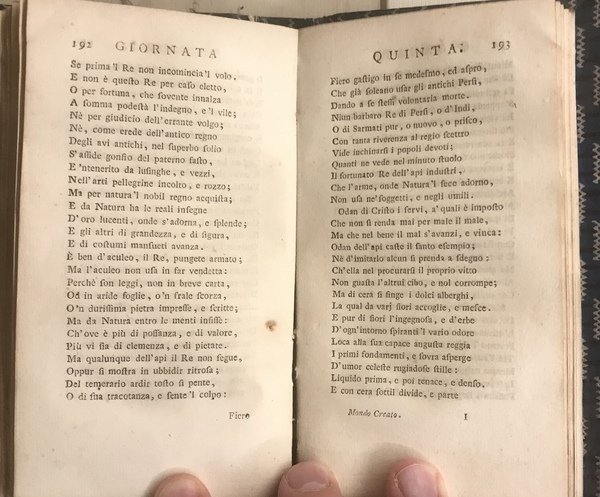 192 GIORNATA
Se prima'l Re non incomincia'l volo.
E non è questo Re per caso eletto,
O per fortuna, che sovente innalza
A somma podestà l'indegno, e'l vile;
Nè per giudicio dell'errante volgo;
Nè, come erede dell'antico regno
Degli avi antichi, nel superbo soglio
S'asside gonfio del paterno fasto,
E'ntenerito da lusinghe, e vezzi,
Nell'arti pellegrine incolto, e rozzo;
Ma per natura'l nobil regno acquista;
E da Natura ha le reali insegne
D'oro lucenti, onde s'adorna, e splende;
E gli altri di grandezza, e di figura,
E di costumi mansueti avanza.
È ben d'aculeo, il Re, pungete armato;
Ma l'aculeo non usa in far vendetta:
Perchè son leggi, non in breve carta,
Od in aride foglie, o'n frale scorza,
O'n durissima pietra impresse, e scritte;
Ma da Natura entro le menti infisse:
Ch'ove è più di possanza, e di valore,
Più vi sia di clemenza, e di pietate.
Ma qualunque dell'api il Re non segue,
Oppur si mostra in ubbidir ritrosa;
Del temerario ardir tosto si pente,
O di sua tracotanza, e sente'l colpo:
Fiero
QUINTA. 193
Fiero gastigo in se medesmo, ed aspro,
Che già soleano usar gli antichi Persi,
Dando a se stessi volontaria morte.
Niun barbaro Re di Persi, o d'Indi,
O di Sarmati pur, o nuovo, o prisco,
Con tanta riverenza al regio scettro
Vide inchinarsi i popoli devoti;
Quanti ne vede nel minuto stuolo
Il fortunato Re dell'api industri,
Che l'arme, onde Natura'l fece adorno,
Non usa ne'soggetti, e negli umili.
Odan di Cristo i servi, a'quali è imposto
Che non si renda mai per male il male,
Ma che nel bene il mal s'avanzi, e vinca:
Odan dell'api caste il santo esempio;
Nè d'imitarlo alcun si prenda a sdegno:
Ch'ella nel procurarsi il proprio vitto
Non guasta l'altrui cibo, e nol corrompe;
Ma di cera si finge i dolci alberghi,
La qual da varj fiori accoglie, e mesce.
E pur di fiori l'ingegnosa, e d'erbe
D'ogn'intorno spiranti'l vario odore
Loca alla sua capace augusta reggia
I primi fondamenti, e sovra asperge
D'umor celeste rugiadose stille:
Liquido prima, e poi tenace, e denso.
E con cera sottil divide, e parte
Mondo Creato. I